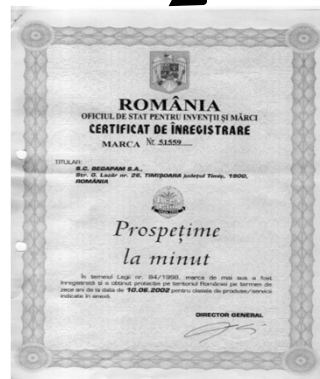 ROMÂNIA
OFICIUL DE STAT PENTRU INVENȚII ȘI MĂRCI
CERTIFICAT DE ÎNREGISTRARE
MARCA Nr. 51559
TITULAR:
S.C. BEGAPAM S.A.,
Str. G. Lazăr nr. 26, TIMIȘOARA județul Timiș, 1900,
ROMÂNIA
Prospețime
la minut
În temeiul Legii nr. 84/1998, marca de mai sus a fost
înregistrată și a obținut protecție pe teritoriul României pe termen de
zece ani de la data de 10.06.2002 pentru clasele de produse/servicii
indicate în anexă.
DIRECTOR GENERAL